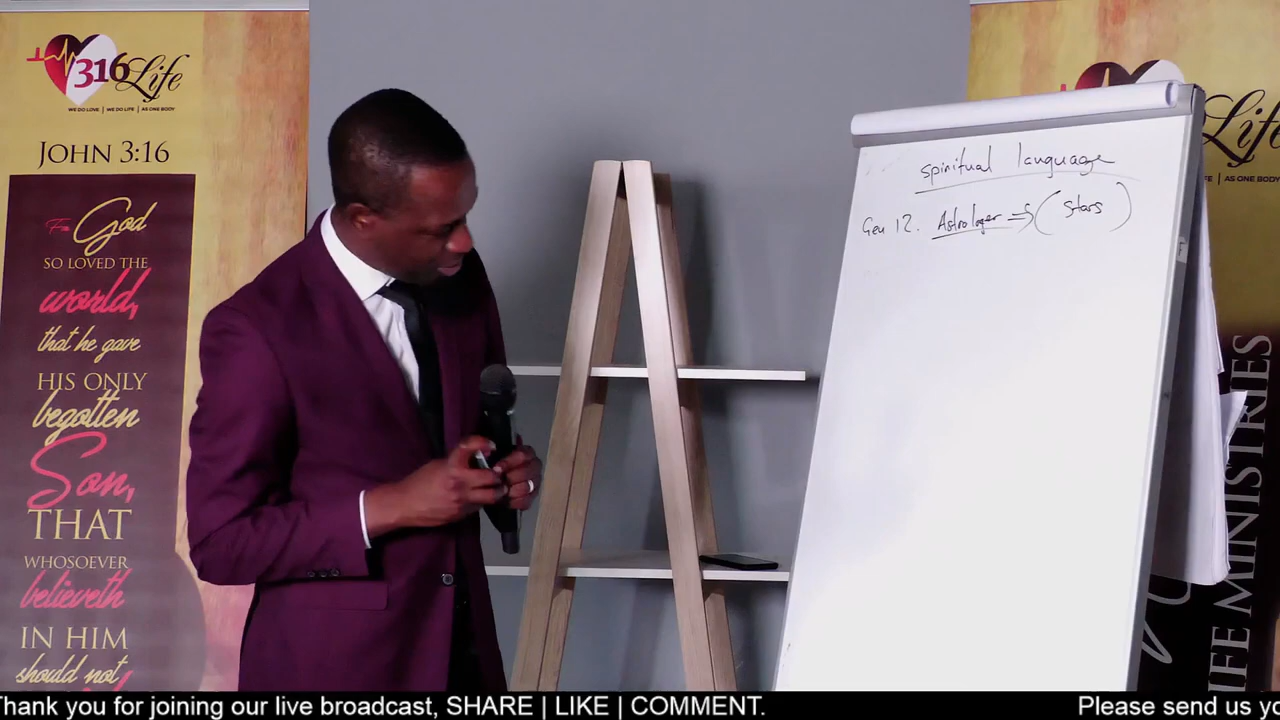 316 Life
WE DO LOVE | WE DO LIFE | AS ONE BODY
JOHN 3:16
For God
SO LOVED THE
world,
that he gave
HIS ONLY
begotten
Son,
THAT
WHOSOEVER
believeth
IN HIM
should not
spiritual language
Gen 12. Astrologer ⇒ (stars)
Life
| AS ONE BODY
LIFE MINISTRIES
Thank you for joining our live broadcast, SHARE | LIKE | COMMENT.
Please send us yo